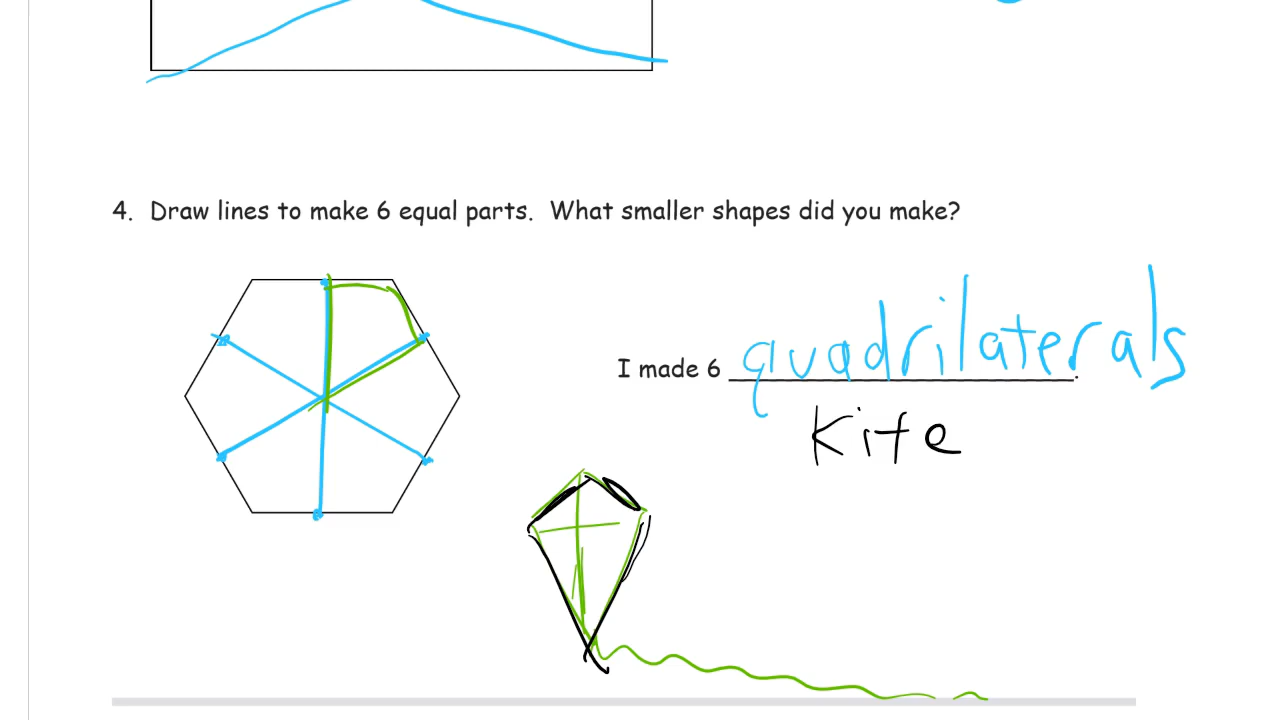 4. Draw lines to make 6 equal parts. What smaller shapes did you make?
I made 6 quadrilaterals.
Kite